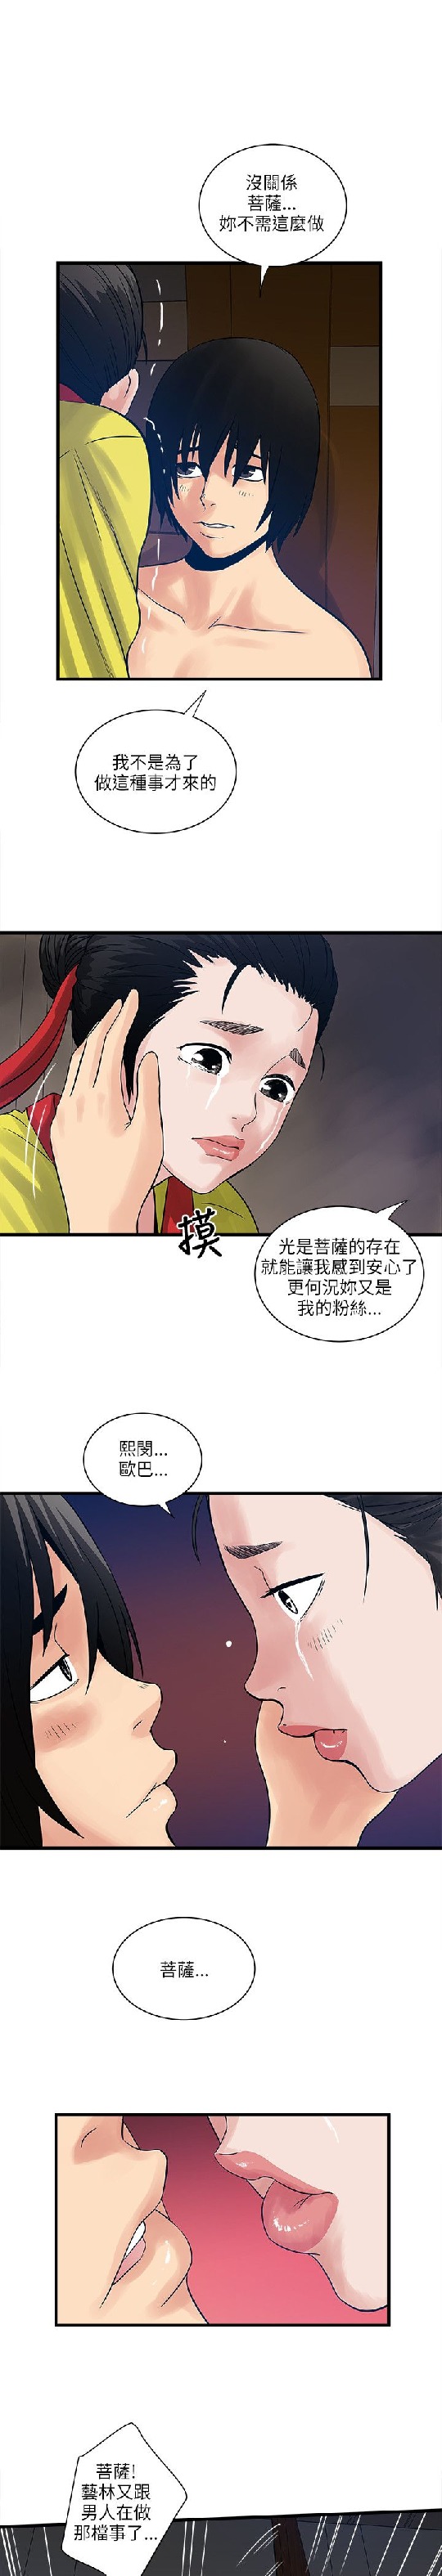 沒關係
菩薩...
妳不需這麼做
我不是為了
做這種事才來的
摸
光是菩薩的存在
就能讓我感到安心了
更何況妳又是
我的粉絲...
熙閔...
歐巴...
菩薩...
菩薩!
藝林又跟
男人在做
那檔事了...